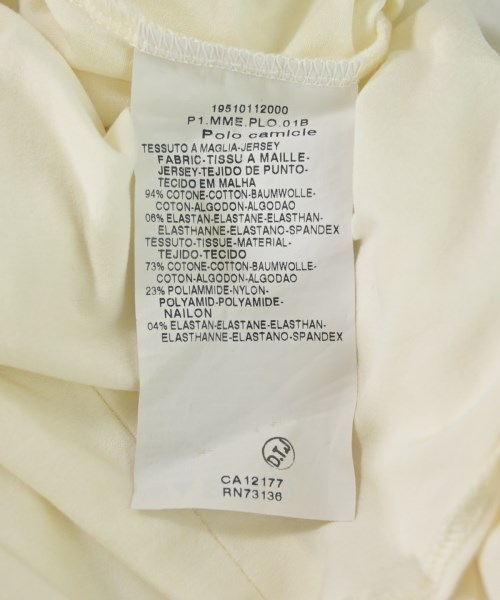 19510112000
P1.MME.PLO.01B
Polo camicie
TESSUTO A MAGLIA-JERSEY
FABRIC-TISSU A MAILLE-
JERSEY-TEJIDO DE PUNTO-
TECIDO EM MALHA
94% COTONE-COTTON-BAUMWOLLE-
COTON-ALGODON-ALGODAO
06% ELASTAN-ELASTANE-ELASTHAN-
ELASTHANNE-ELASTANO-SPANDEX
TESSUTO-TISSUE-MATERIAL-
TEJIDO-TECIDO
73% COTONE-COTTON-BAUMWOLLE-
COTON-ALGODON-ALGODAO
23% POLIAMMIDE-NYLON-
POLYAMID-POLYAMIDE-
NAILON
04% ELASTAN-ELASTANE-ELASTHAN-
ELASTHANNE-ELASTANO-SPANDEX
CA12177
RN73136